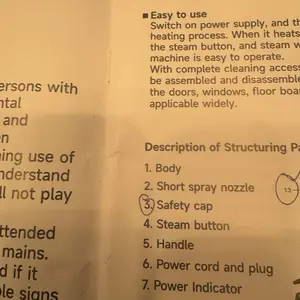 ersons with
ntal
and
n
ning use of
nderstand
ll not play
ttended
mains.
d if it
ole signs
■ Easy to use
Switch on power supply, and th
heating process. When it heats
the steam button, and steam w
machine is easy to operate.
With complete cleaning access
be assembled and disassemble
the doors, windows, floor boa
applicable widely.
Description of Structuring Pa
1. Body
2. Short spray nozzle
3. Safety cap
4. Steam button
5. Handle
6. Power cord and plug
7. Power Indicator
13